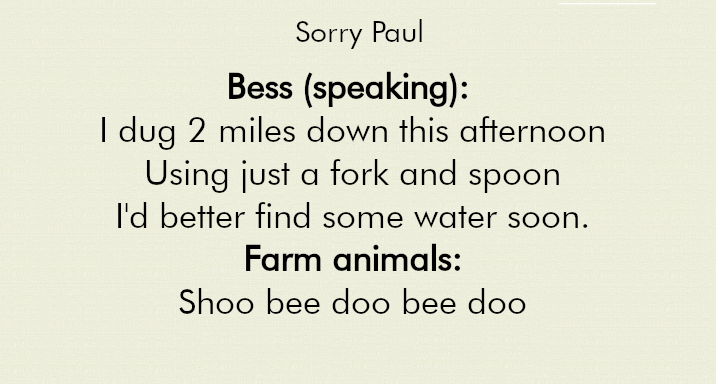 Sorry Paul
Bess (speaking):
I dug 2 miles down this afternoon
Using just a fork and spoon
I'd better find some water soon.
Farm animals:
Shoo bee doo bee doo